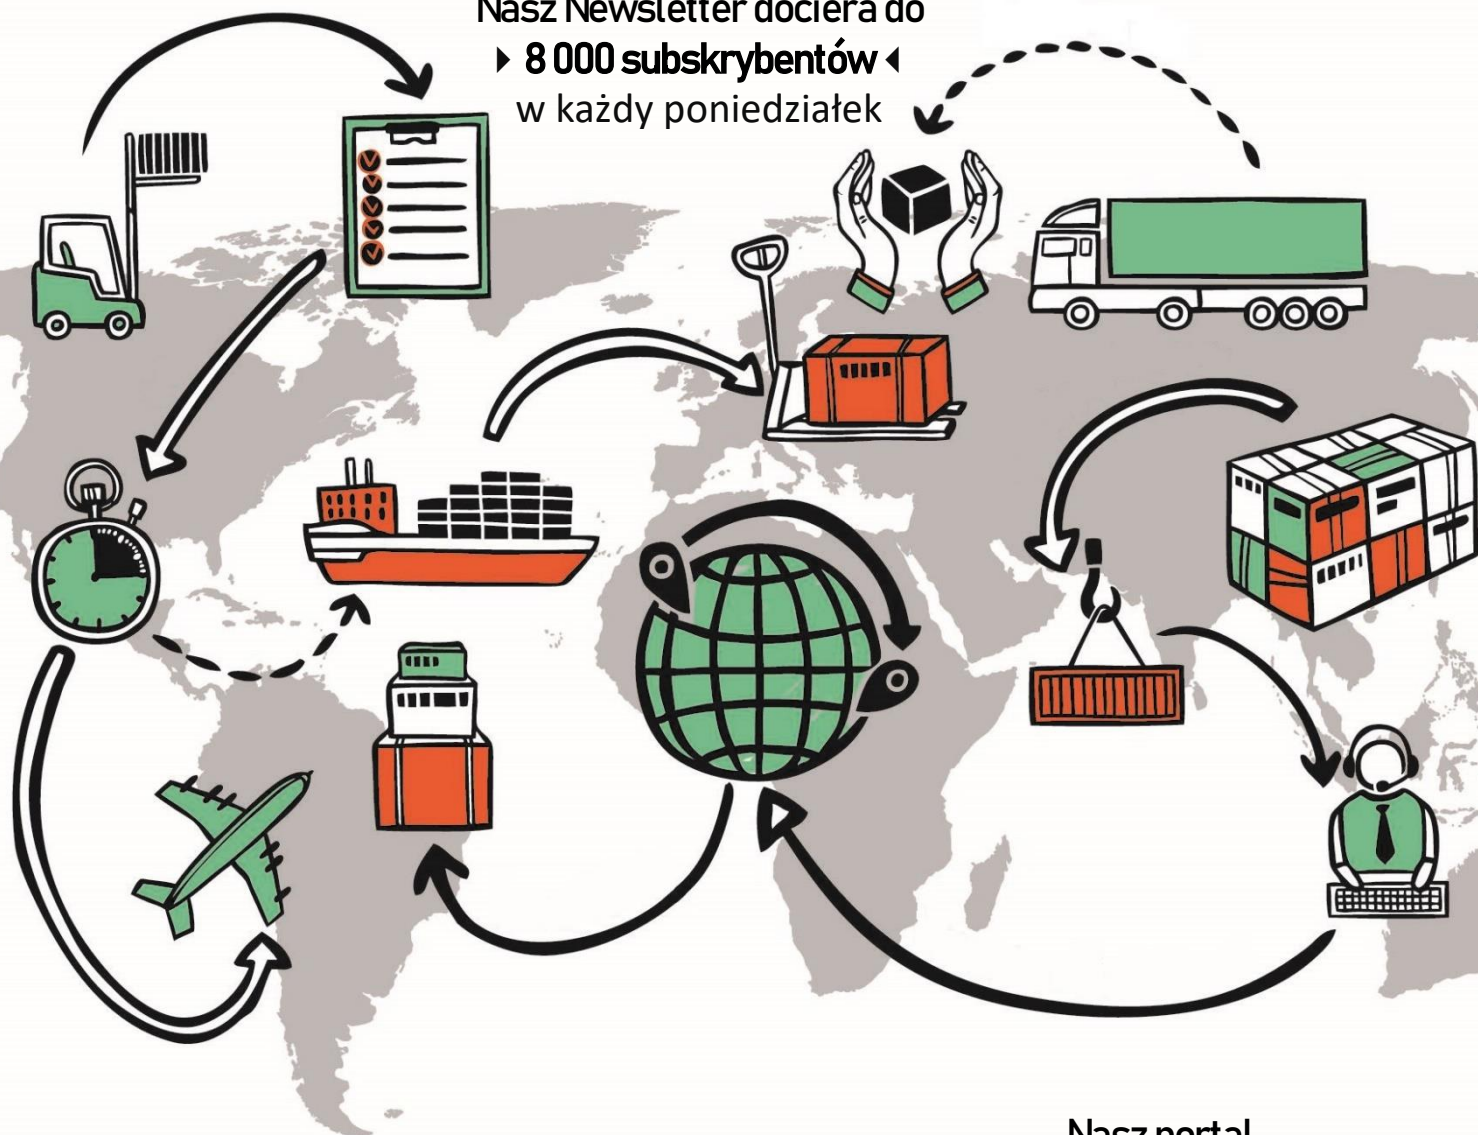 Nasz Newsletter dociera do
8 000 subskrybentów
w każdy poniedziałek
Nasz portal